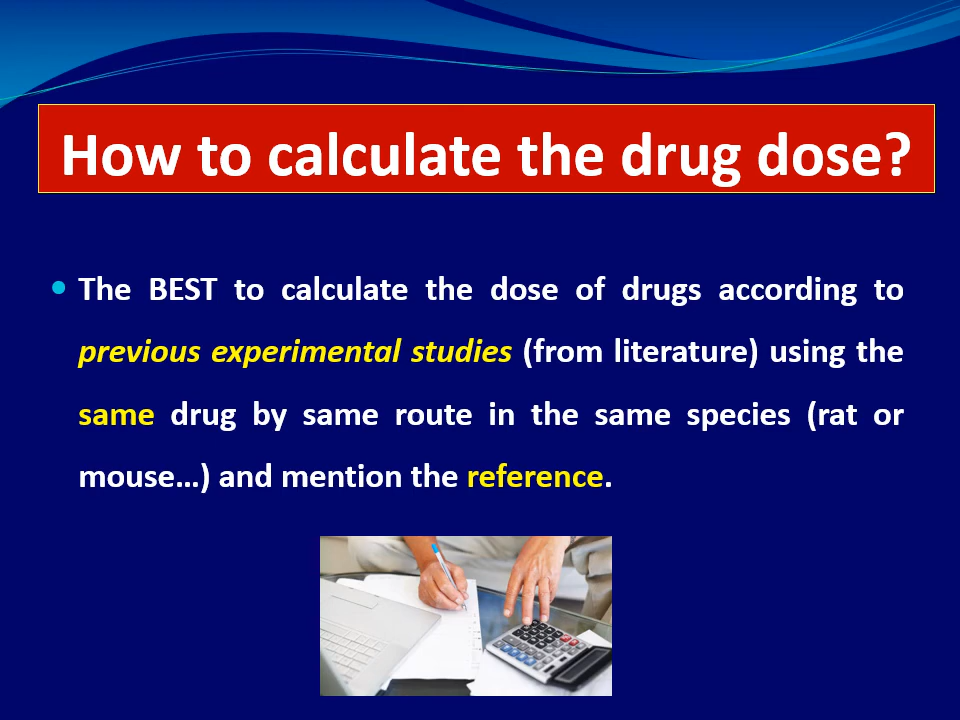 How to calculate the drug dose?
The BEST to calculate the dose of drugs according to
previous experimental studies (from literature) using the
same drug by same route in the same species (rat or
mouse...) and mention the reference.